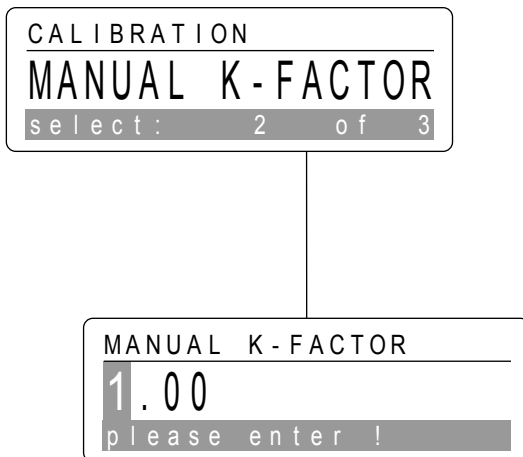 CALIBRATION
MANUAL K-FACTOR
select: 2 of 3
MANUAL K-FACTOR
1.00
please enter !